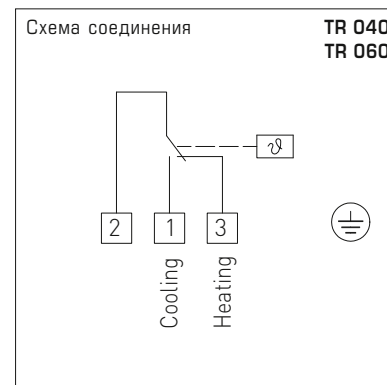 Схема соединения
TR 040
TR 060
ϑ
2 1 3
Cooling
Heating